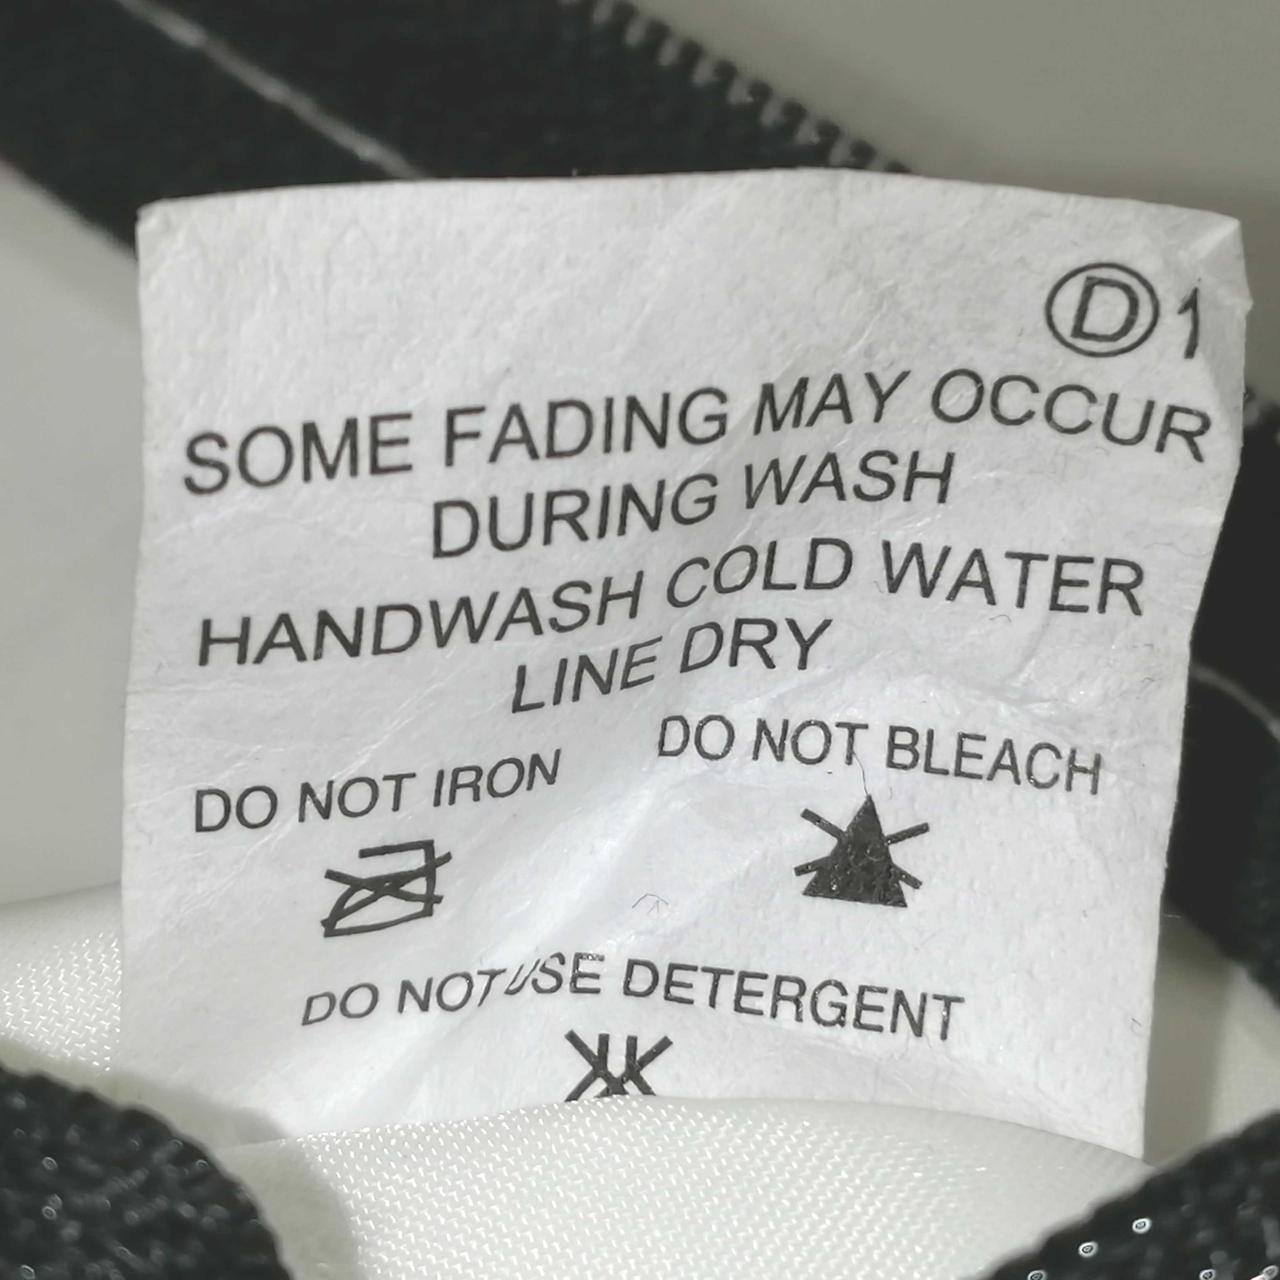 Ⓓ 1
SOME FADING MAY OCCUR
DURING WASH
HANDWASH COLD WATER
LINE DRY
DO NOT IRON DO NOT BLEACH
DO NOT USE DETERGENT